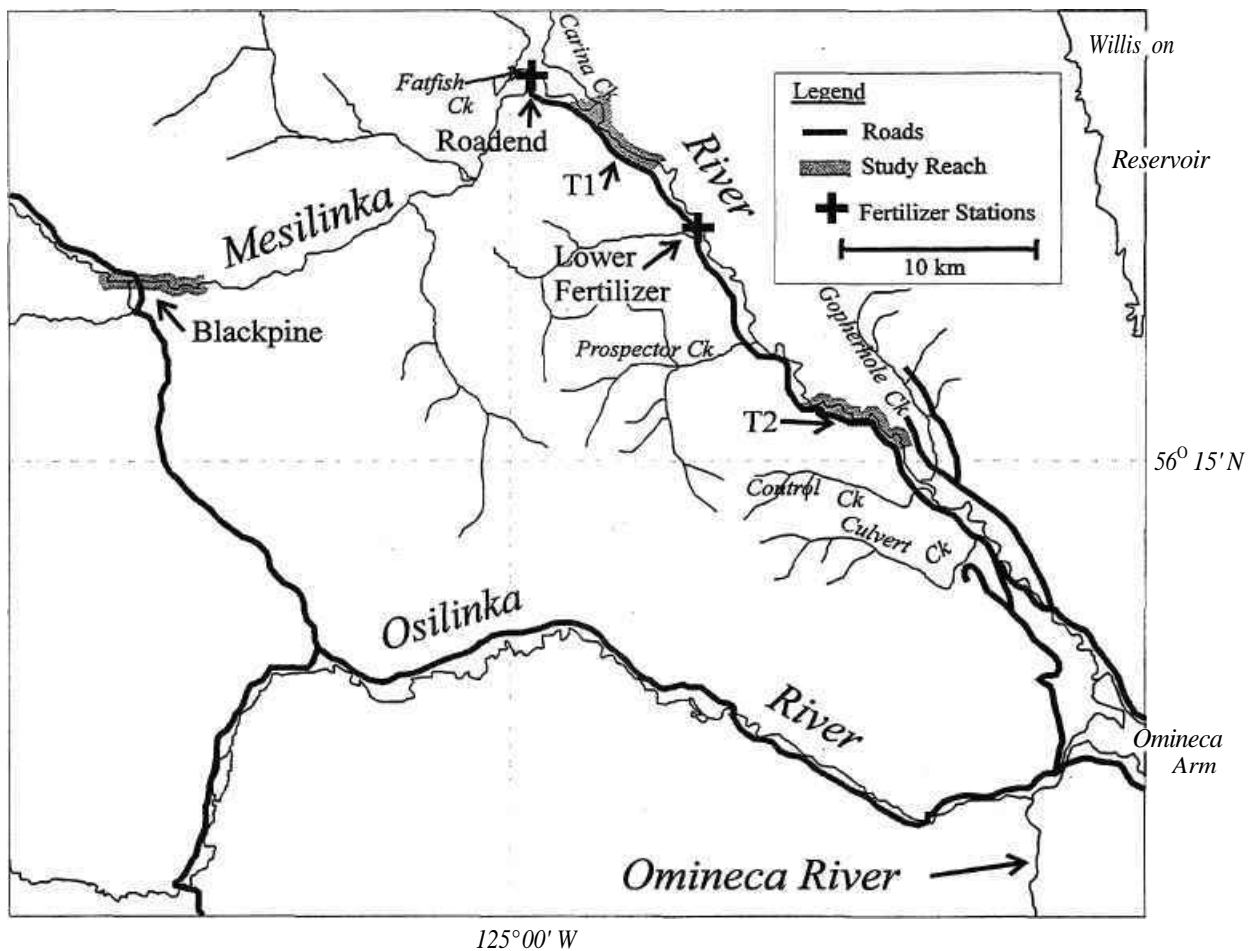 Willis on
Reservoir
Carina Ck
Fatfish
Ck
Roadend
T1
River
Legend
Roads
Study Reach
Fertilizer Stations
10 km
Mesilinka
Blackpine
Lower
Fertilizer
Prospector Ck
Gopherhole Ck
T2
56° 15' N
Control
Ck
Culvert Ck
Osilinka
River
Omineca
Arm
Omineca River
125°00' W